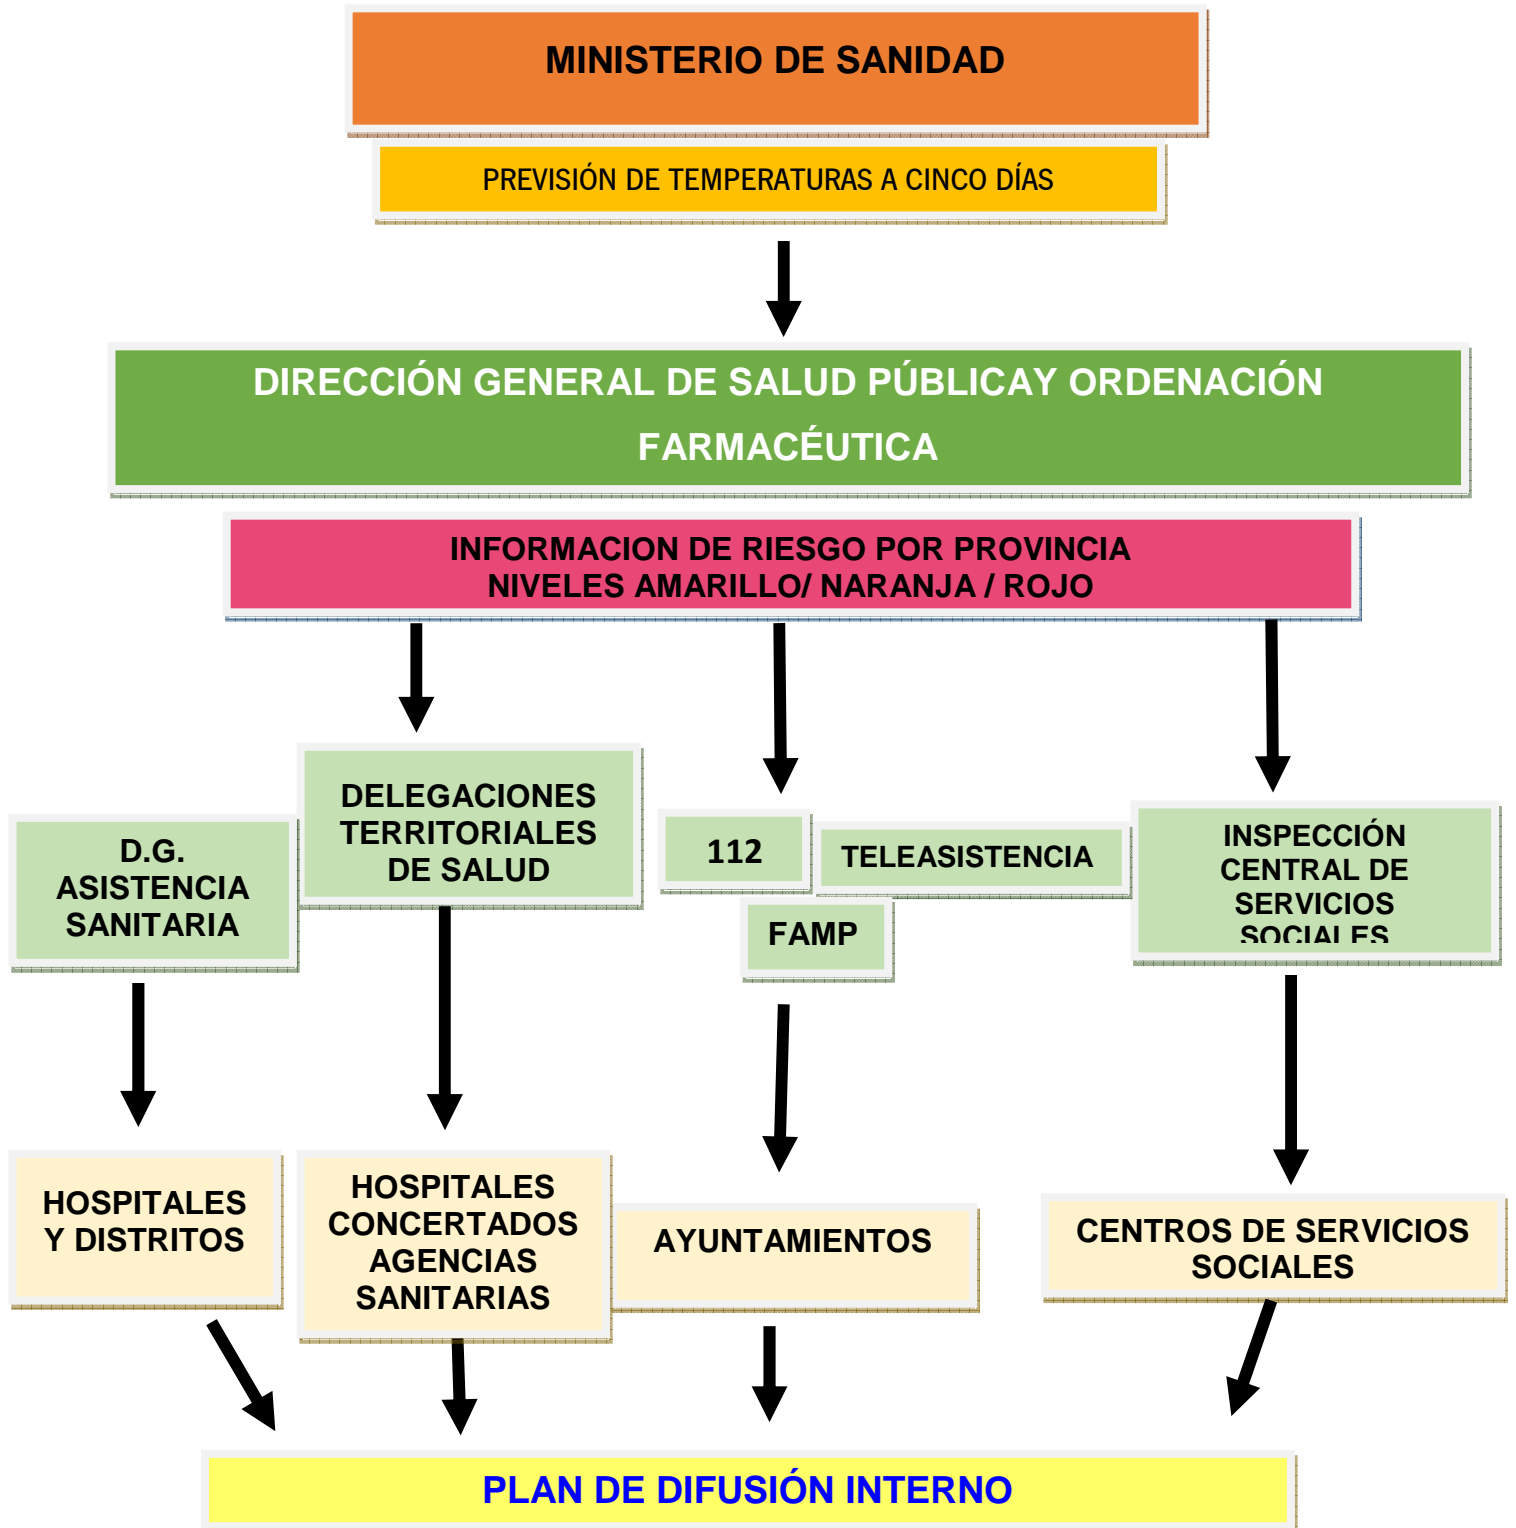 MINISTERIO DE SANIDAD
PREVISIÓN DE TEMPERATURAS A CINCO DÍAS
DIRECCIÓN GENERAL DE SALUD PÚBLICAY ORDENACIÓN
FARMACÉUTICA
INFORMACION DE RIESGO POR PROVINCIA
NIVELES AMARILLO/ NARANJA / ROJO
D.G.
ASISTENCIA
SANITARIA
DELEGACIONES
TERRITORIALES
DE SALUD
112
TELEASISTENCIA
FAMP
INSPECCIÓN
CENTRAL DE
SERVICIOS
SOCIALES
HOSPITALES
Y DISTRITOS
HOSPITALES
CONCERTADOS
AGENCIAS
SANITARIAS
AYUNTAMIENTOS
CENTROS DE SERVICIOS
SOCIALES
PLAN DE DIFUSIÓN INTERNO